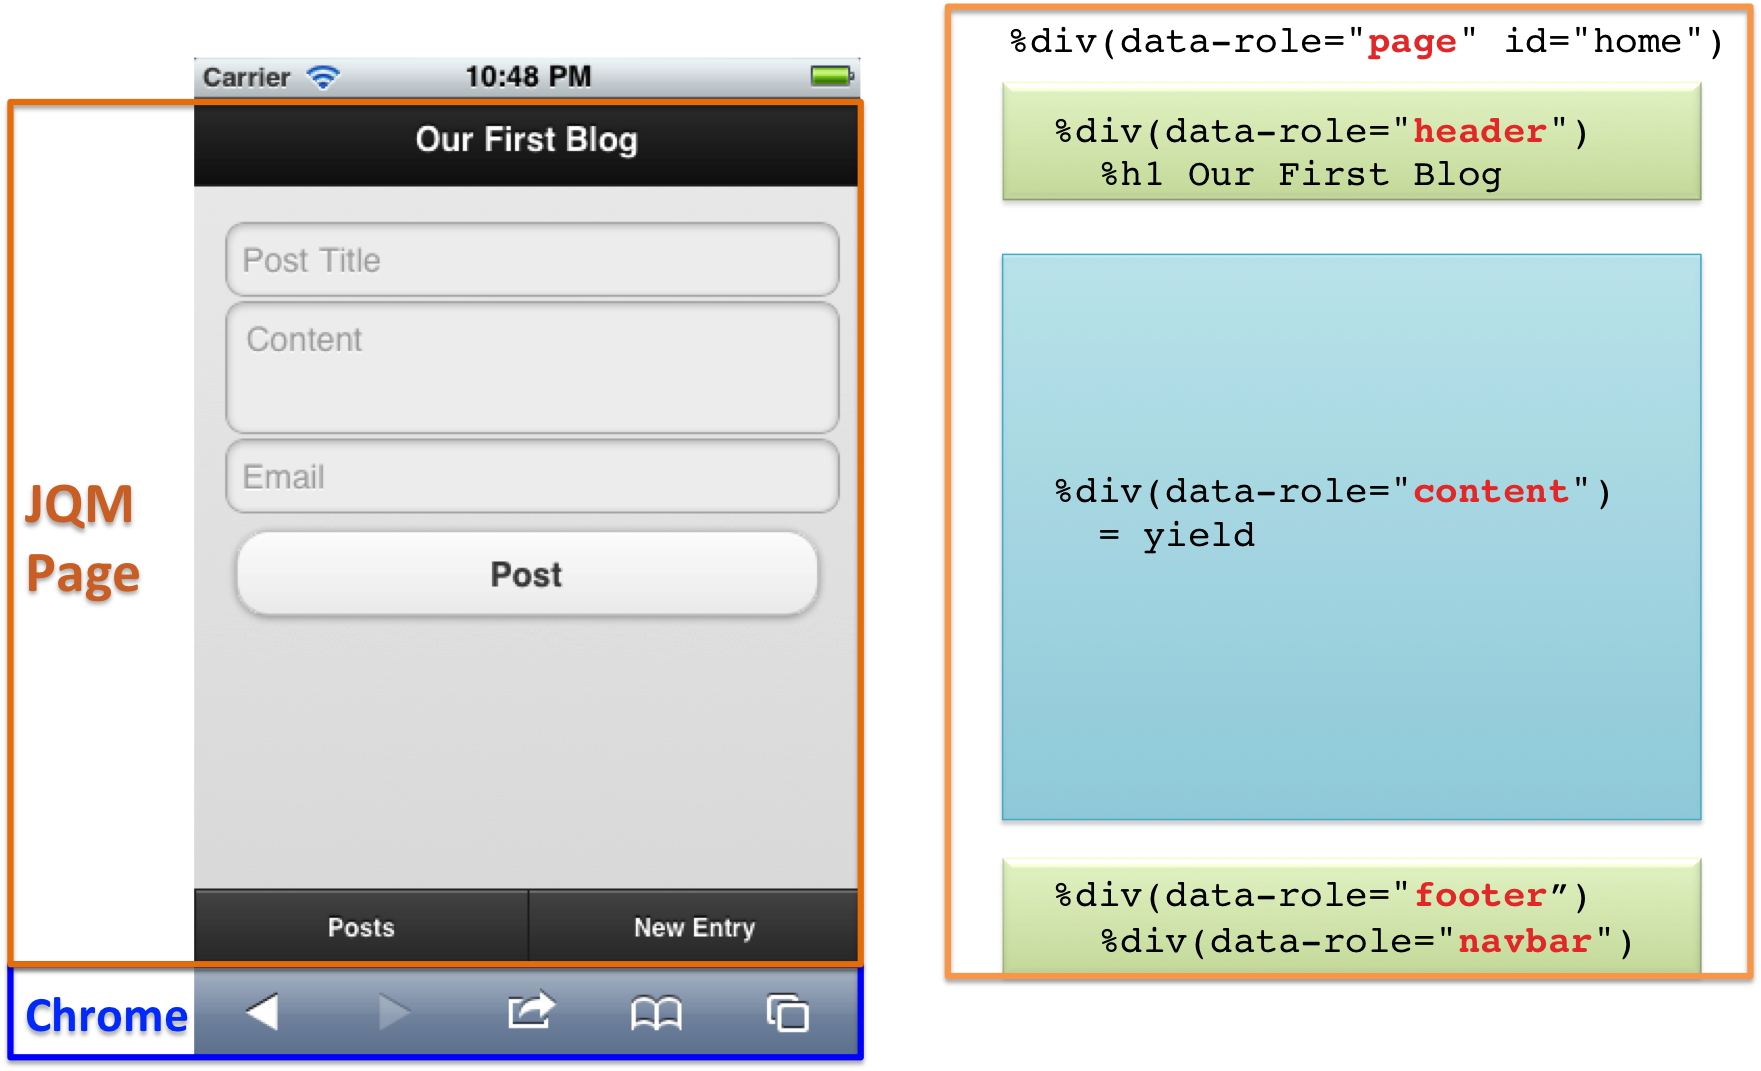 Carrier 10:48 PM
Our First Blog
Post Title
Content
Email
Post
Posts New Entry
JQM
Page
Chrome
%div(data-role="page" id="home")
%div(data-role="header")
%h1 Our First Blog
%div(data-role="content")
= yield
%div(data-role="footer”)
%div(data-role="navbar")